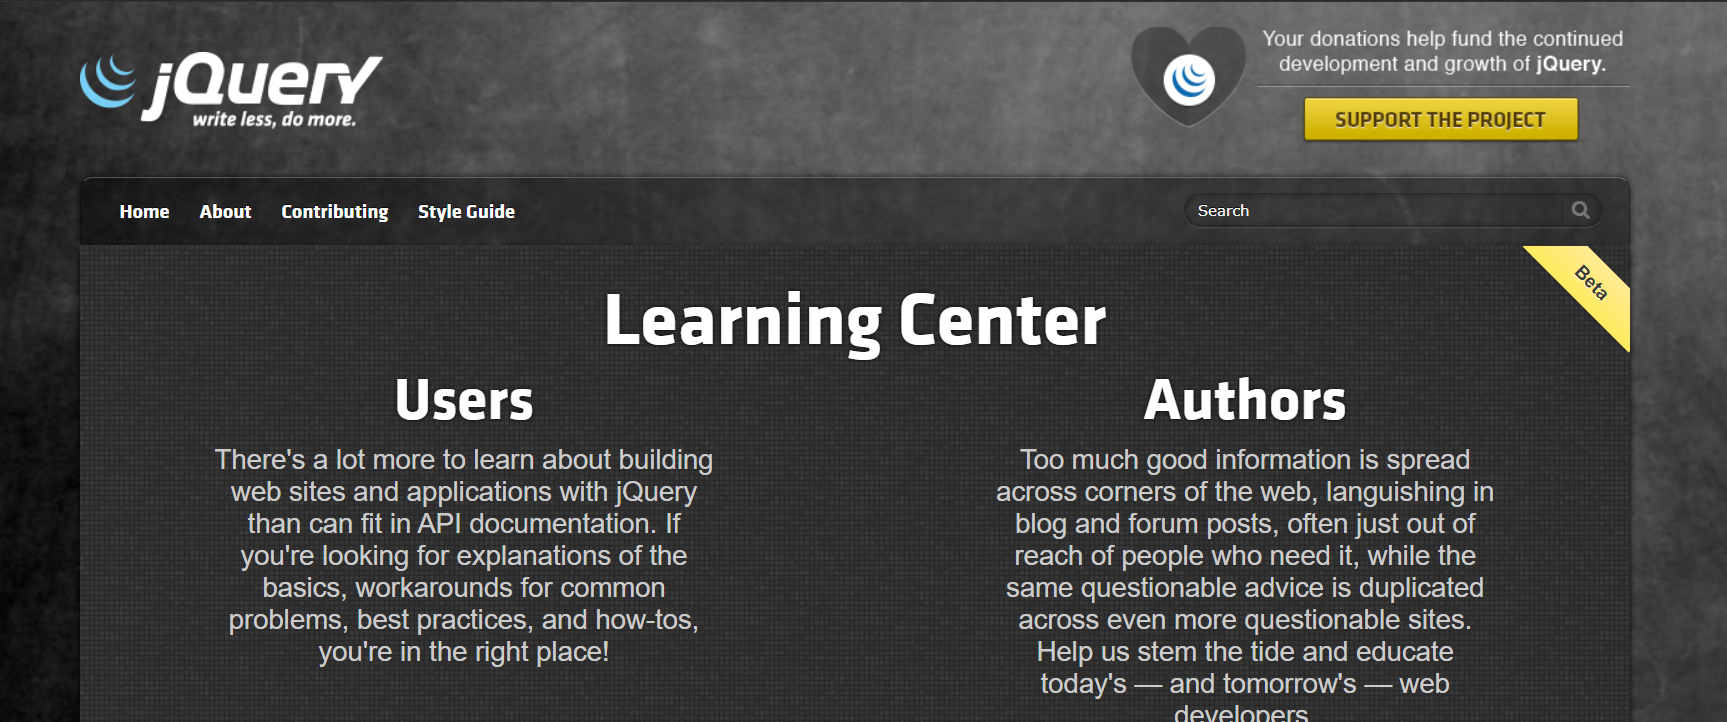 jQuery
write less, do more.
Your donations help fund the continued
development and growth of jQuery.
SUPPORT THE PROJECT
Home About Contributing Style Guide
Search
Beta
Learning Center
Users
There's a lot more to learn about building
web sites and applications with jQuery
than can fit in API documentation. If
you're looking for explanations of the
basics, workarounds for common
problems, best practices, and how-tos,
you're in the right place!
Authors
Too much good information is spread
across corners of the web, languishing in
blog and forum posts, often just out of
reach of people who need it, while the
same questionable advice is duplicated
across even more questionable sites.
Help us stem the tide and educate
today's — and tomorrow's — web
developers